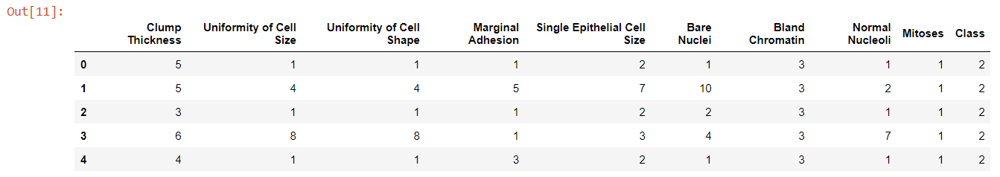 Out[11]:
Clump Thickness Uniformity of Cell Size Uniformity of Cell Shape Marginal Adhesion Single Epithelial Cell Size Bare Nuclei Bland Chromatin Normal Nucleoli Mitoses Class
0 5 1 1 1 2 1 3 1 1 2
1 5 4 4 5 7 10 3 2 1 2
2 3 1 1 1 2 2 3 1 1 2
3 6 8 8 1 3 4 3 7 1 2
4 4 1 1 3 2 1 3 1 1 2